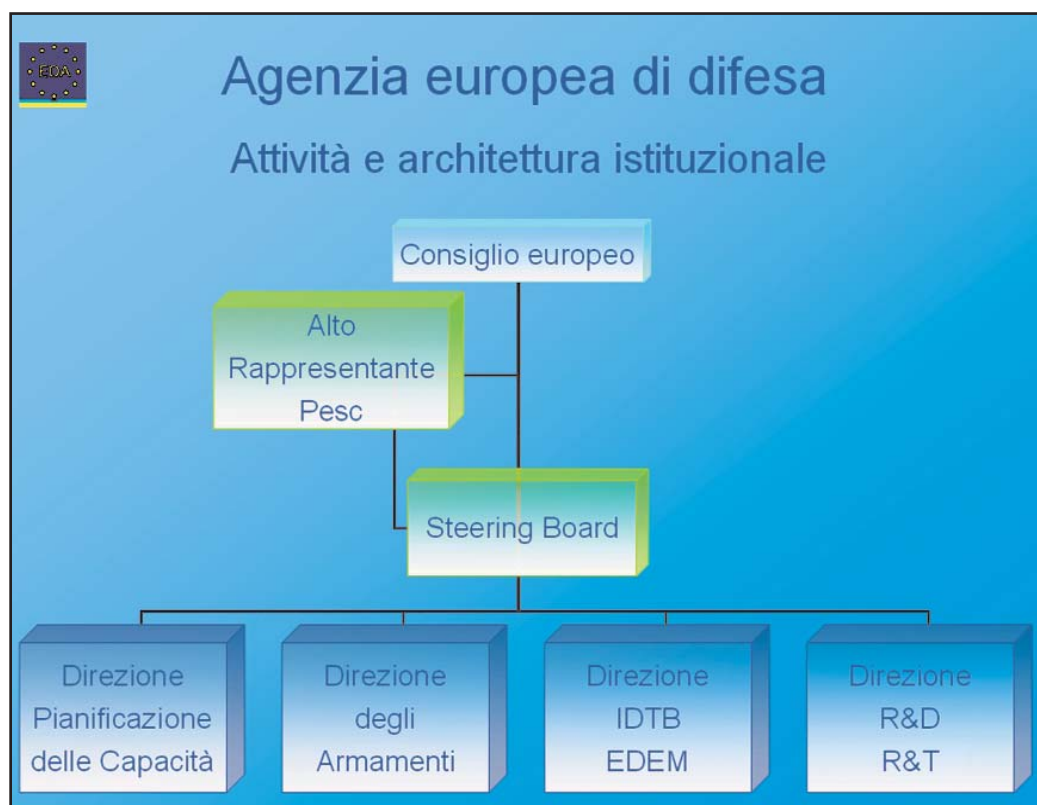 EDA
Agenzia europea di difesa
Attività e architettura istituzionale
Consiglio europeo
Alto
Rappresentante
Pesc
Steering Board
Direzione
Pianificazione
delle Capacità
Direzione
degli
Armamenti
Direzione
IDTB
EDEM
Direzione
R&D
R&T